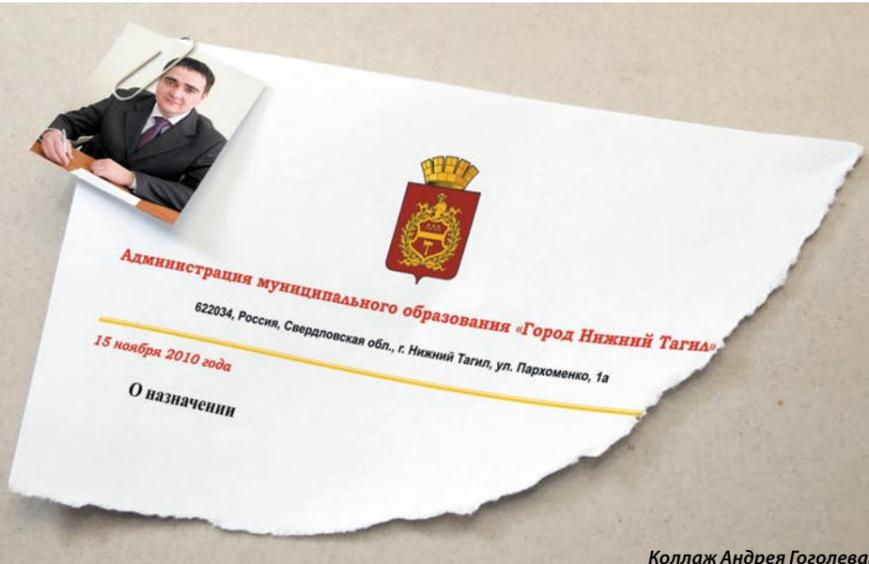 Администрация муниципального образования «Город Нижний Тагил»
622034, Россия, Свердловская обл., г. Нижний Тагил, ул. Пархоменко, 1а
15 ноября 2010 года
О назначении
Коллаж Андрея Гоголева